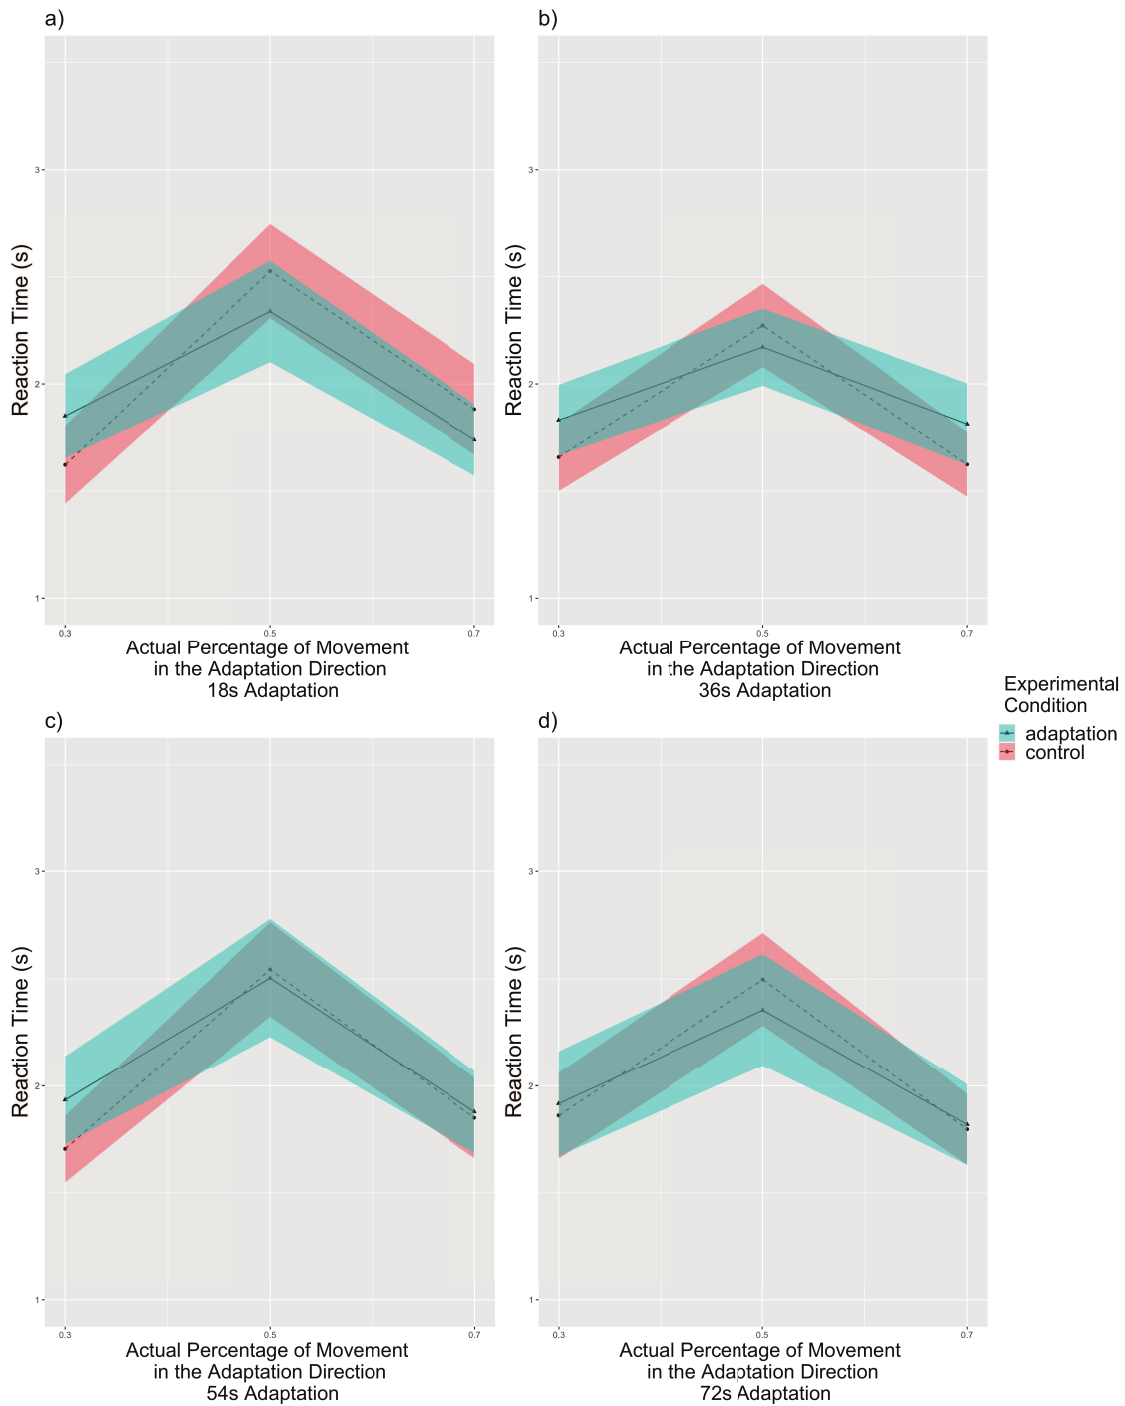 a)
Reaction Time (s)
3
2
1
0.3
0.5
0.7
Actual Percentage of Movement
in the Adaptation Direction
18s Adaptation
b)
Reaction Time (s)
3
2
1
0.3
0.5
0.7
Actual Percentage of Movement
in the Adaptation Direction
36s Adaptation
Experimental
Condition
adaptation
control
c)
Reaction Time (s)
3
2
1
0.3
0.5
0.7
Actual Percentage of Movement
in the Adaptation Direction
54s Adaptation
d)
Reaction Time (s)
3
2
1
0.3
0.5
0.7
Actual Percentage of Movement
in the Adaptation Direction
72s Adaptation